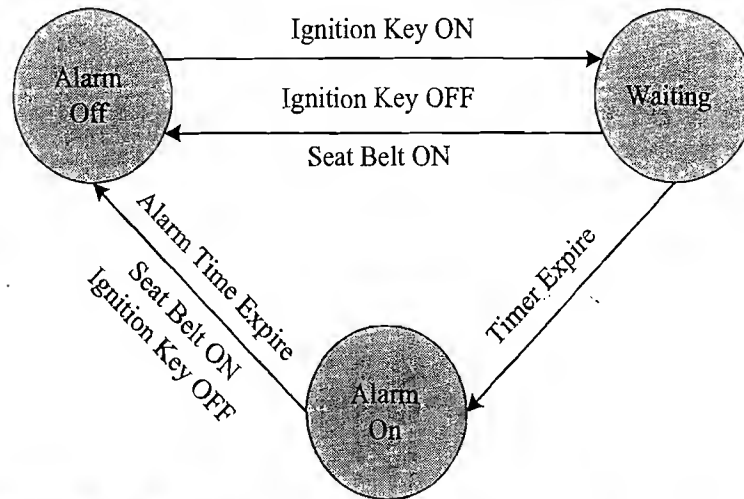 Ignition Key ON
Alarm
Off
Ignition Key OFF
Waiting
Seat Belt ON
Alarm Time Expire
Seat Belt ON
Ignition Key OFF
Timer Expire
Alarm
On